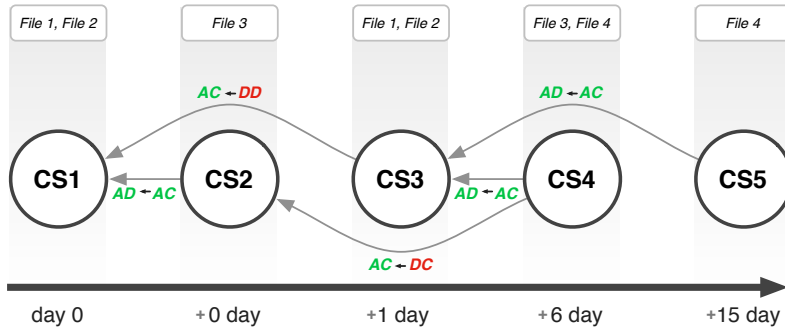 File 1, File 2
File 3
File 1, File 2
File 3, File 4
File 4
AC ← DD
AD ← AC
CS1
CS2
CS3
CS4
CS5
AD ← AC
AD ← AC
AC ← DC
day 0
+0 day
+1 day
+6 day
+15 day